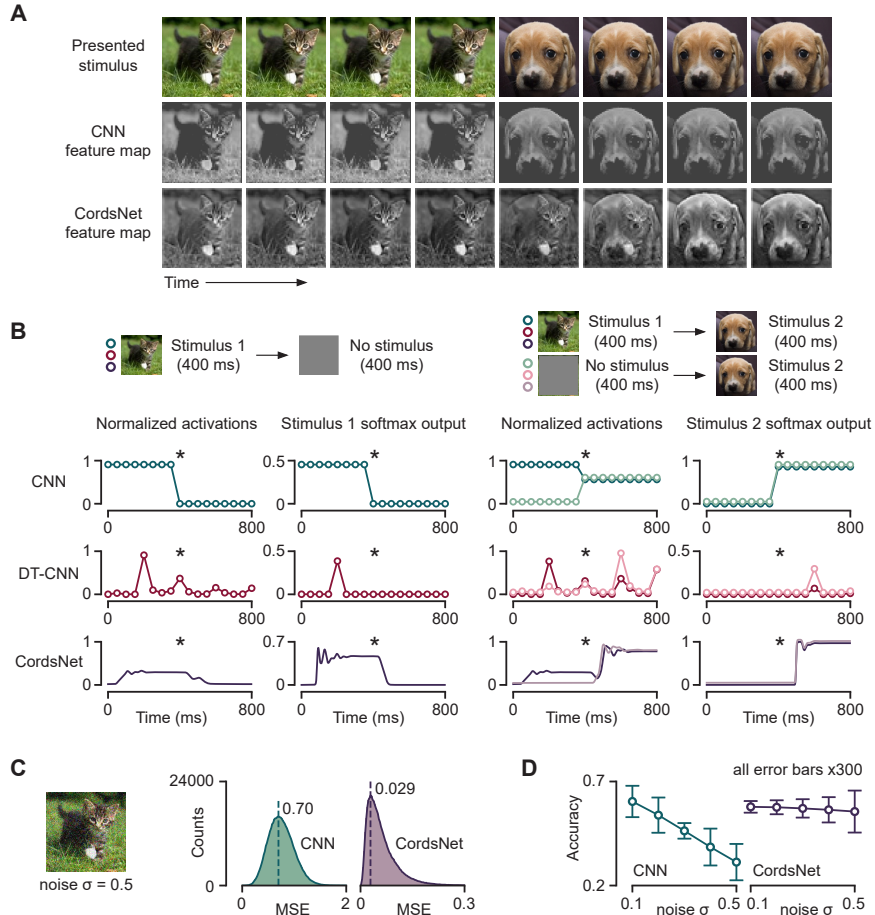 A
Presented
stimulus
CNN
feature map
CordsNet
feature map
Time
B
Stimulus 1
(400 ms)
No stimulus
(400 ms)
Stimulus 1
(400 ms)
Stimulus 2
(400 ms)
No stimulus
(400 ms)
Stimulus 2
(400 ms)
Normalized activations
Stimulus 1 softmax output
Normalized activations
Stimulus 2 softmax output
CNN
1
0
*
0
800
0.5
0
*
0
800
1
0
*
0
800
1
0
*
0
800
DT-CNN
1
0
*
0
800
0.5
0
*
0
800
1
0
*
0
800
0.5
0
*
0
800
CordsNet
1
0
*
0
800
Time (ms)
0.7
0
*
0
800
Time (ms)
1
0
*
0
800
Time (ms)
1
0
*
0
800
Time (ms)
C
noise σ = 0.5
24000
Counts
0
0.70
CNN
0
2
MSE
0.029
CordsNet
0
0.3
MSE
D
all error bars x300
0.7
Accuracy
0.2
CNN
0.1
noise σ
0.5
CordsNet
0.1
noise σ
0.5